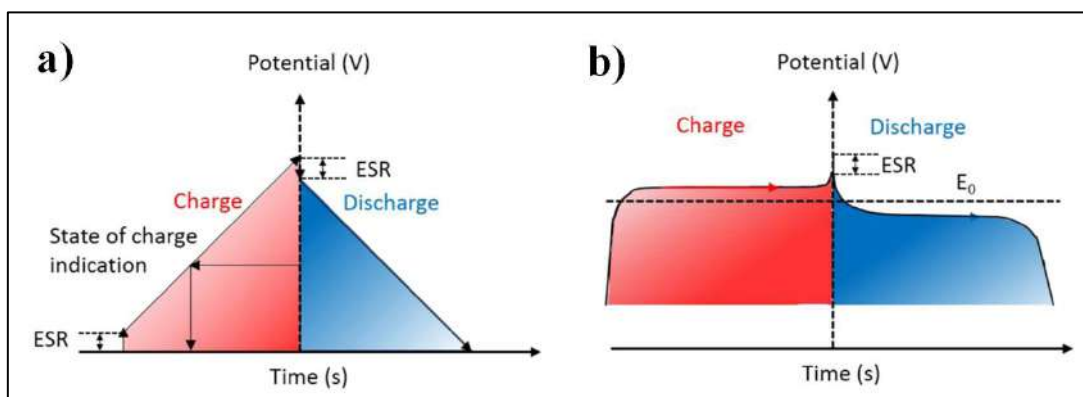 a)
Potential (V)
ESR
Charge
Discharge
State of charge
indication
ESR
Time (s)
b)
Potential (V)
Charge
Discharge
ESR
E₀
Time (s)